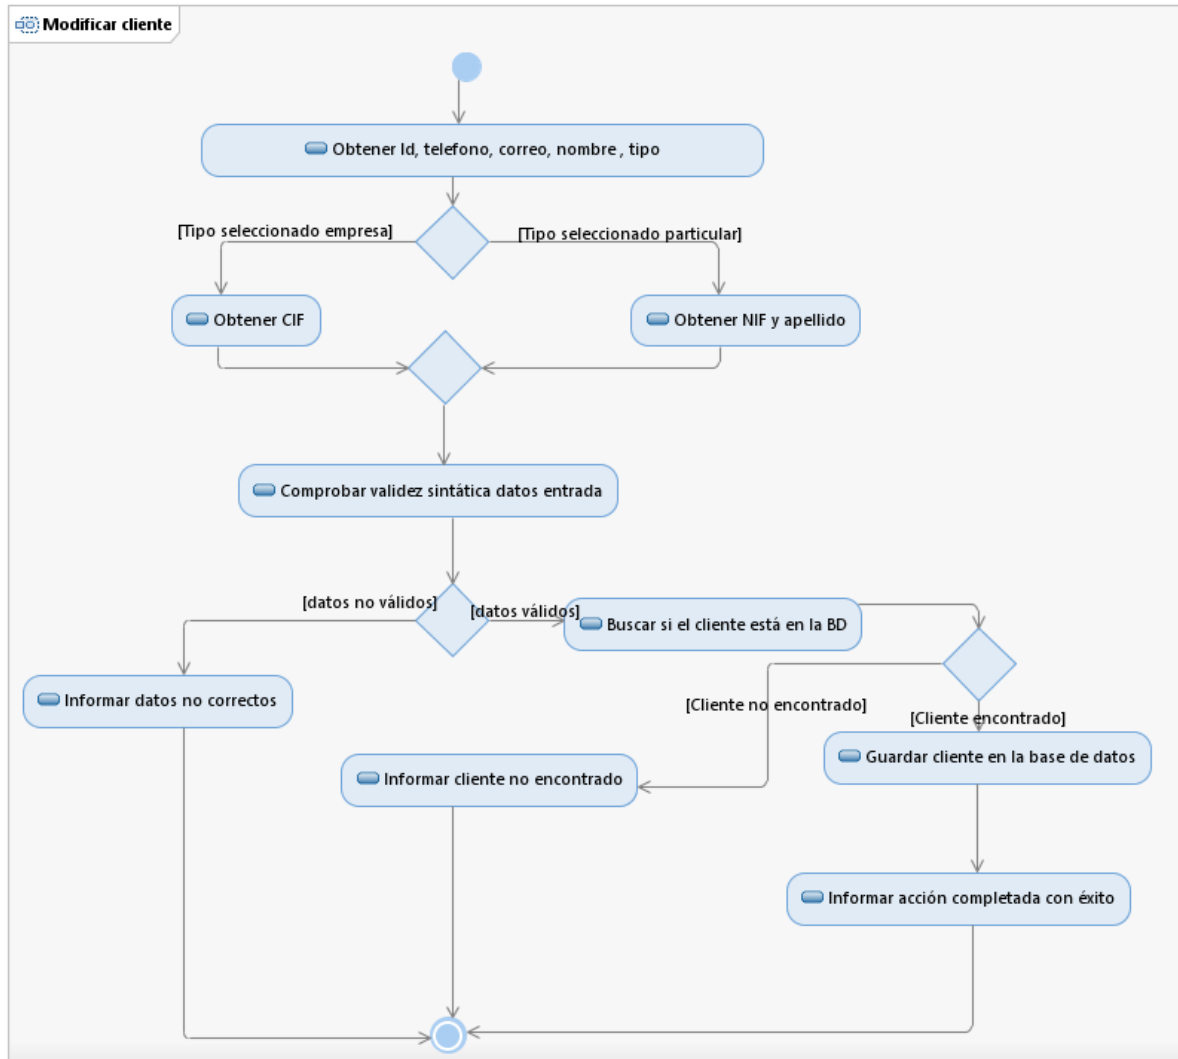 Modificar cliente
Obtener Id, telefono, correo, nombre , tipo
[Tipo seleccionado empresa]
[Tipo seleccionado particular]
Obtener CIF
Obtener NIF y apellido
Comprobar validez sintática datos entrada
[datos no válidos]
[datos válidos]
Buscar si el cliente está en la BD
Informar datos no correctos
[Cliente no encontrado]
[Cliente encontrado]
Guardar cliente en la base de datos
Informar cliente no encontrado
Informar acción completada con éxito